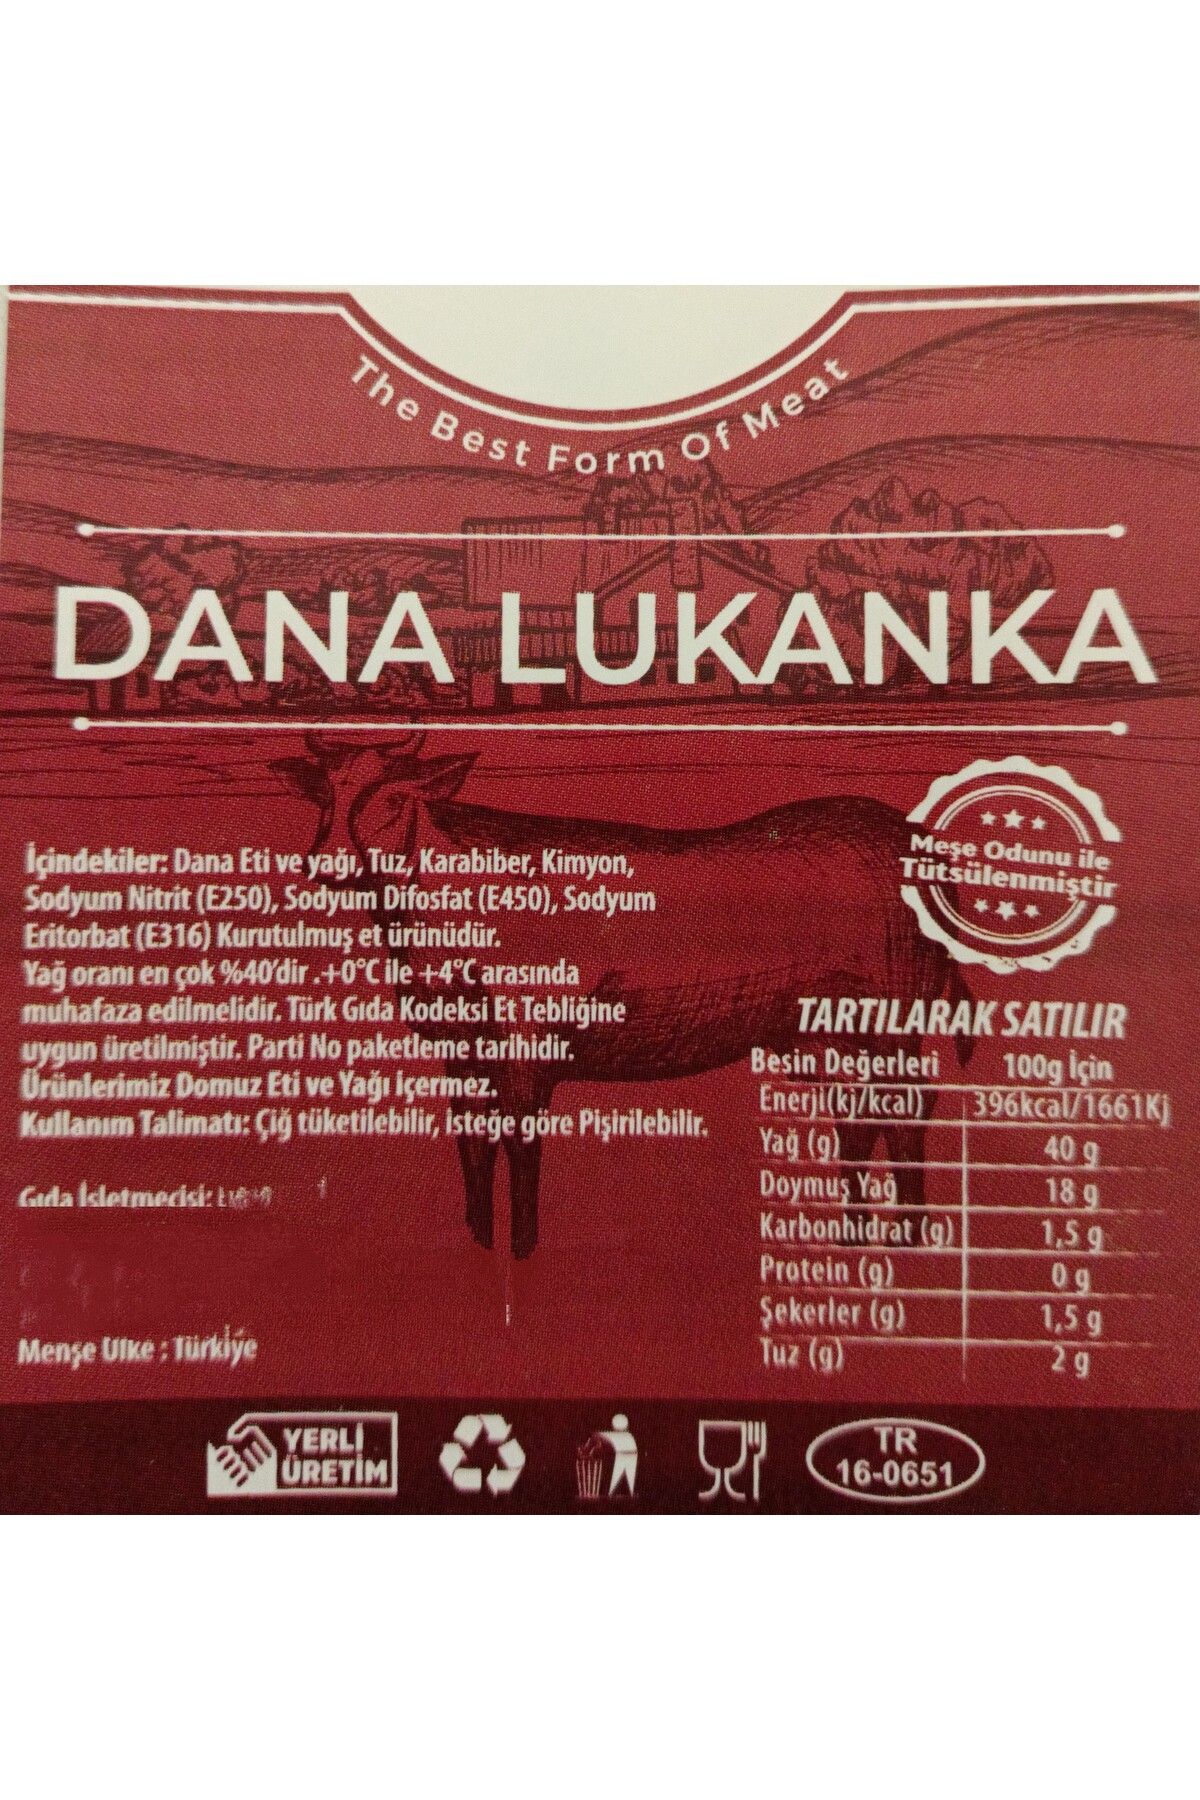 The Best Form Of Meat
DANA LUKANKA
Meşe Odunu ile
Tütsülenmiştir
İçindekiler: Dana Eti ve yağı, Tuz, Karabiber, Kimyon,
Sodyum Nitrit (E250), Sodyum Difosfat (E450), Sodyum
Eritorbat (E316) Kurutulmuş et ürünüdür.
Yağ oranı en çok %40'dir .+0°C ile +4°C arasında
muhafaza edilmelidir. Türk Gıda Kodeksi Et Tebliğine
uygun üretilmiştir. Parti No paketleme tarihidir.
Ürünlerimiz Domuz Eti ve Yağı içermez.
Kullanım Talimatı: Çiğ tüketilebilir, isteğe göre Pişirilebilir.
Gıda İşletmecisi:
Menşe Ülke : Türkiye
TARTILARAK SATILIR
Besin Değerleri 100g İçin
Enerji(kj/kcal) 396kcal/1661Kj
Yağ (g) 40 g
Doymuş Yağ 18 g
Karbonhidrat (g) 1,5 g
Protein (g) 0 g
Şekerler (g) 1,5 g
Tuz (g) 2 g
YERLİ
ÜRETİM
TR
16-0651